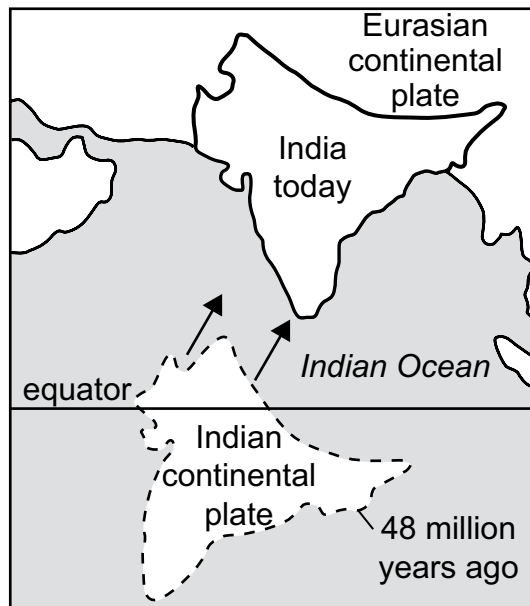 Eurasian
continental
plate
India
today
Indian Ocean
equator
Indian
continental
plate
48 million
years ago